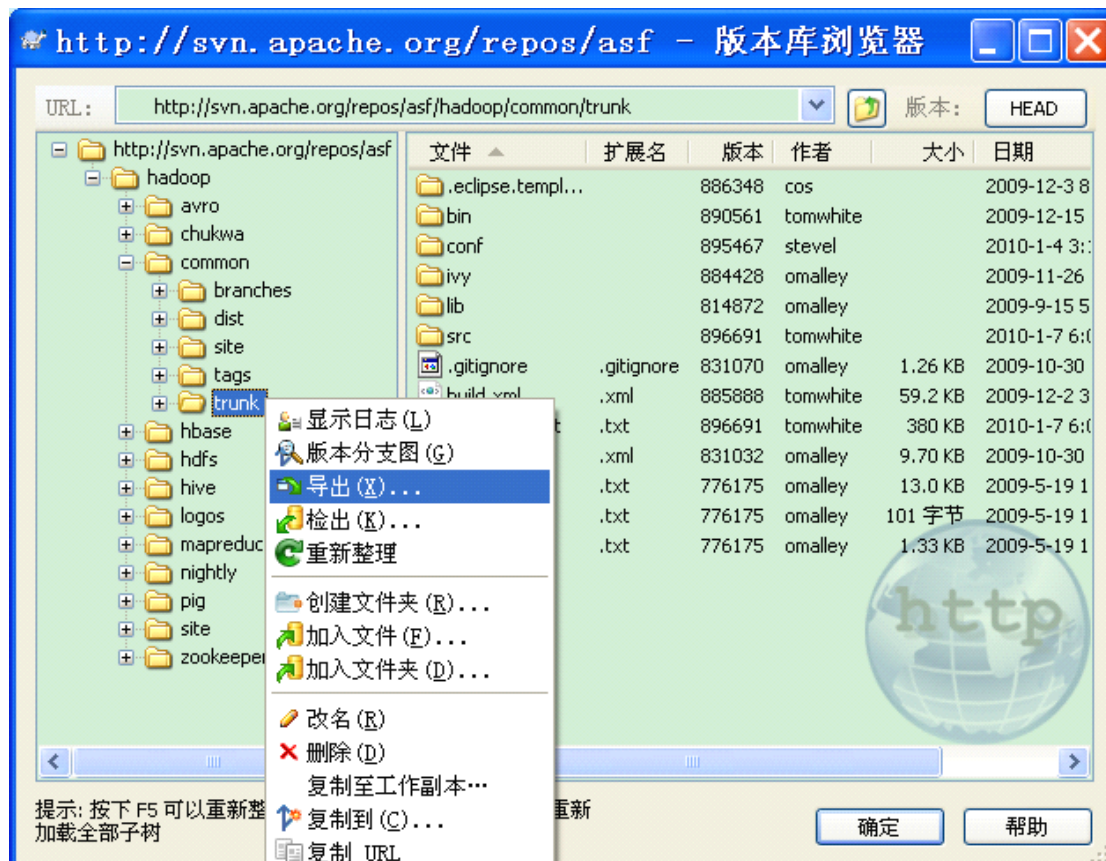 http://svn.apache.org/repos/asf - 版本库浏览器
URL: http://svn.apache.org/repos/asf/hadoop/common/trunk 版本: HEAD
http://svn.apache.org/repos/asf
hadoop
avro
chukwa
common
branches
dist
site
tags
trunk
hbase
hdfs
hive
logos
mapreduc
nightly
pig
site
zookeeper
文件 扩展名 版本 作者 大小 日期
.eclipse.templ... 886348 cos 2009-12-3 8
bin 890561 tomwhite 2009-12-15
conf 895467 stevel 2010-1-4 3:
ivy 884428 omalley 2009-11-26
lib 814872 omalley 2009-9-15 5
src 896691 tomwhite 2010-1-7 6:0
.gitignore .gitignore 831070 omalley 1.26 KB 2009-10-30
build.xml .xml 885888 tomwhite 59.2 KB 2009-12-2 3
t .txt 896691 tomwhite 380 KB 2010-1-7 6:0
.xml 831032 omalley 9.70 KB 2009-10-30
.txt 776175 omalley 13.0 KB 2009-5-19 1
.txt 776175 omalley 101 字节 2009-5-19 1
.txt 776175 omalley 1.33 KB 2009-5-19 1
http
显示日志(L)
版本分支图(G)
导出(X)...
检出(K)...
重新整理
创建文件夹(R)...
加入文件(F)...
加入文件夹(D)...
改名(R)
删除(D)
复制至工作副本…
复制到(C)...
复制 URL
提示: 按下 F5 可以重新整 重新
加载全部子树
确定 帮助